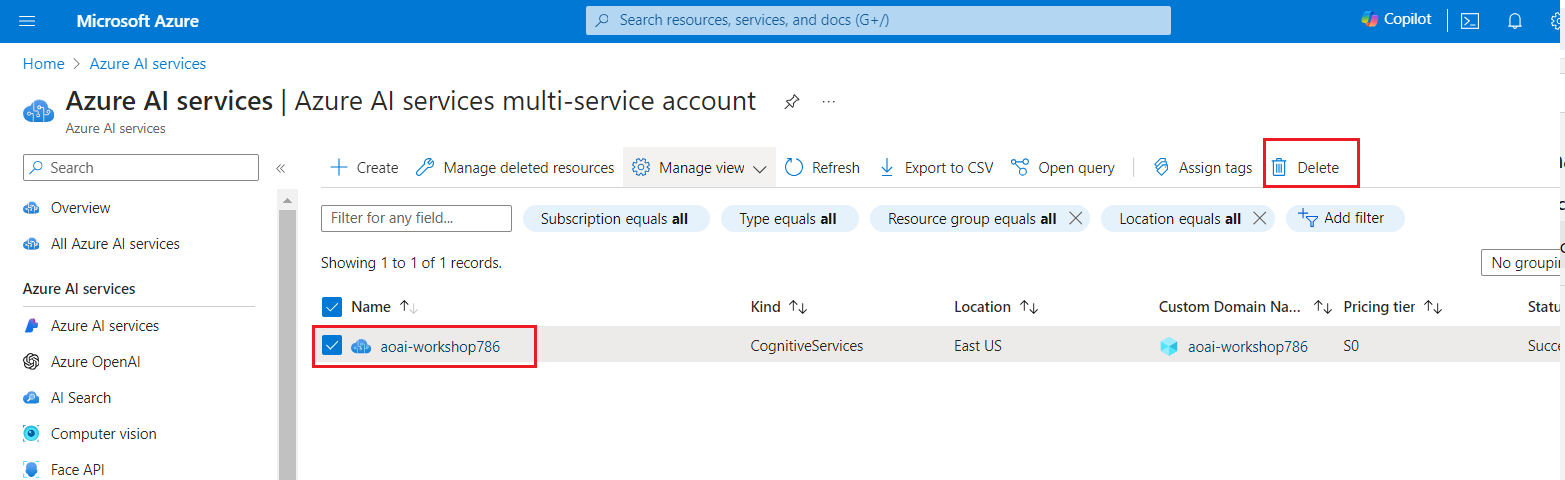 Microsoft Azure
Search resources, services, and docs (G+/)
Copilot
Home > Azure AI services
Azure AI services | Azure AI services multi-service account
...
Azure AI services
Search
«
+ Create
Manage deleted resources
Manage view
Refresh
Export to CSV
Open query
Assign tags
Delete
Overview
All Azure AI services
Azure AI services
Azure AI services
Azure OpenAI
AI Search
Computer vision
Face API
Filter for any field...
Subscription equals all
Type equals all
Resource group equals all
Location equals all
Add filter
Showing 1 to 1 of 1 records.
No groupin
Name
Kind
Location
Custom Domain Na...
Pricing tier
Statu
aoai-workshop786
CognitiveServices
East US
aoai-workshop786
S0
Succe